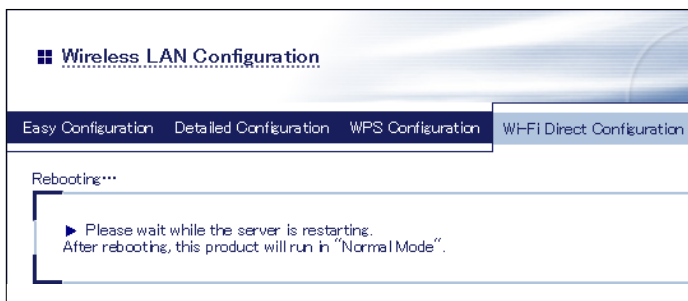 Wireless LAN Configuration
Easy Configuration Detailed Configuration WPS Configuration Wi-Fi Direct Configuration
Rebooting…
▶ Please wait while the server is restarting.
After rebooting, this product will run in "Normal Mode".